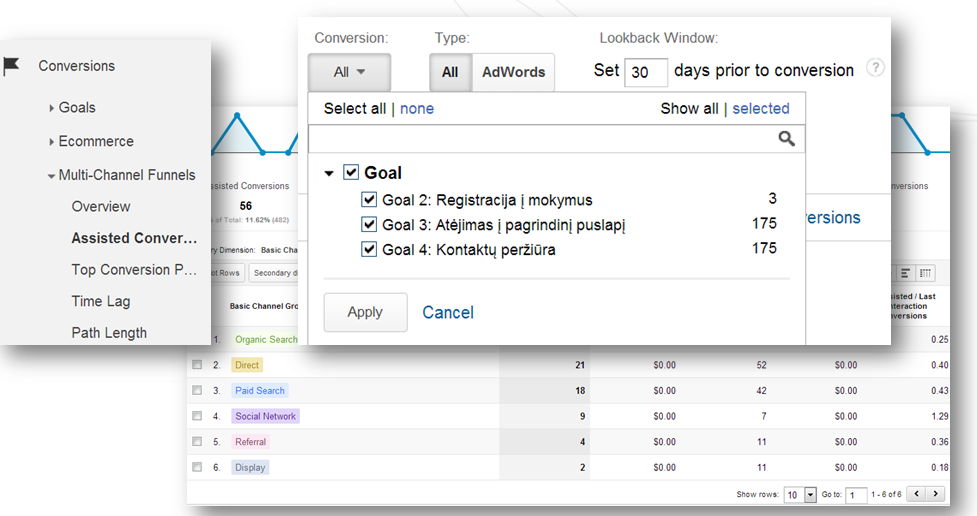 Conversions
Goals
Ecommerce
Multi-Channel Funnels
Overview
Assisted Conver...
Top Conversion P...
Time Lag
Path Length
Conversion: Type: Lookback Window:
All All AdWords Set 30 days prior to conversion ?
Select all | none Show all | selected
Goal
Goal 2: Registracija į mokymus 3
Goal 3: Atėjimas į pagrindinį puslapį 175
Goal 4: Kontaktų peržiūra 175
Apply Cancel
ssisted Conversions
56
of Total: 11.62% (482)
nversions
ersions
ry Dimension: Basic Cha
ot Rows Secondary d
Basic Channel Gro
isted / Last
nteraction
nversions
1. Organic Search 0.25
2. Direct 21 $0.00 52 $0.00 0.40
3. Paid Search 18 $0.00 42 $0.00 0.43
4. Social Network 9 $0.00 7 $0.00 1.29
5. Referral 4 $0.00 11 $0.00 0.36
6. Display 2 $0.00 11 $0.00 0.18
Show rows: 10 Go to: 1 1 - 6 of 6